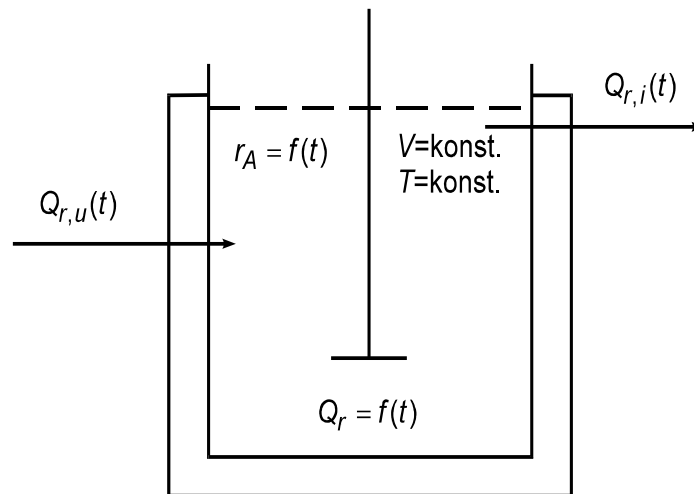 Q_{r,i}(t)
r_A = f(t)
V=konst.
T=konst.
Q_{r,u}(t)
Q_r = f(t)